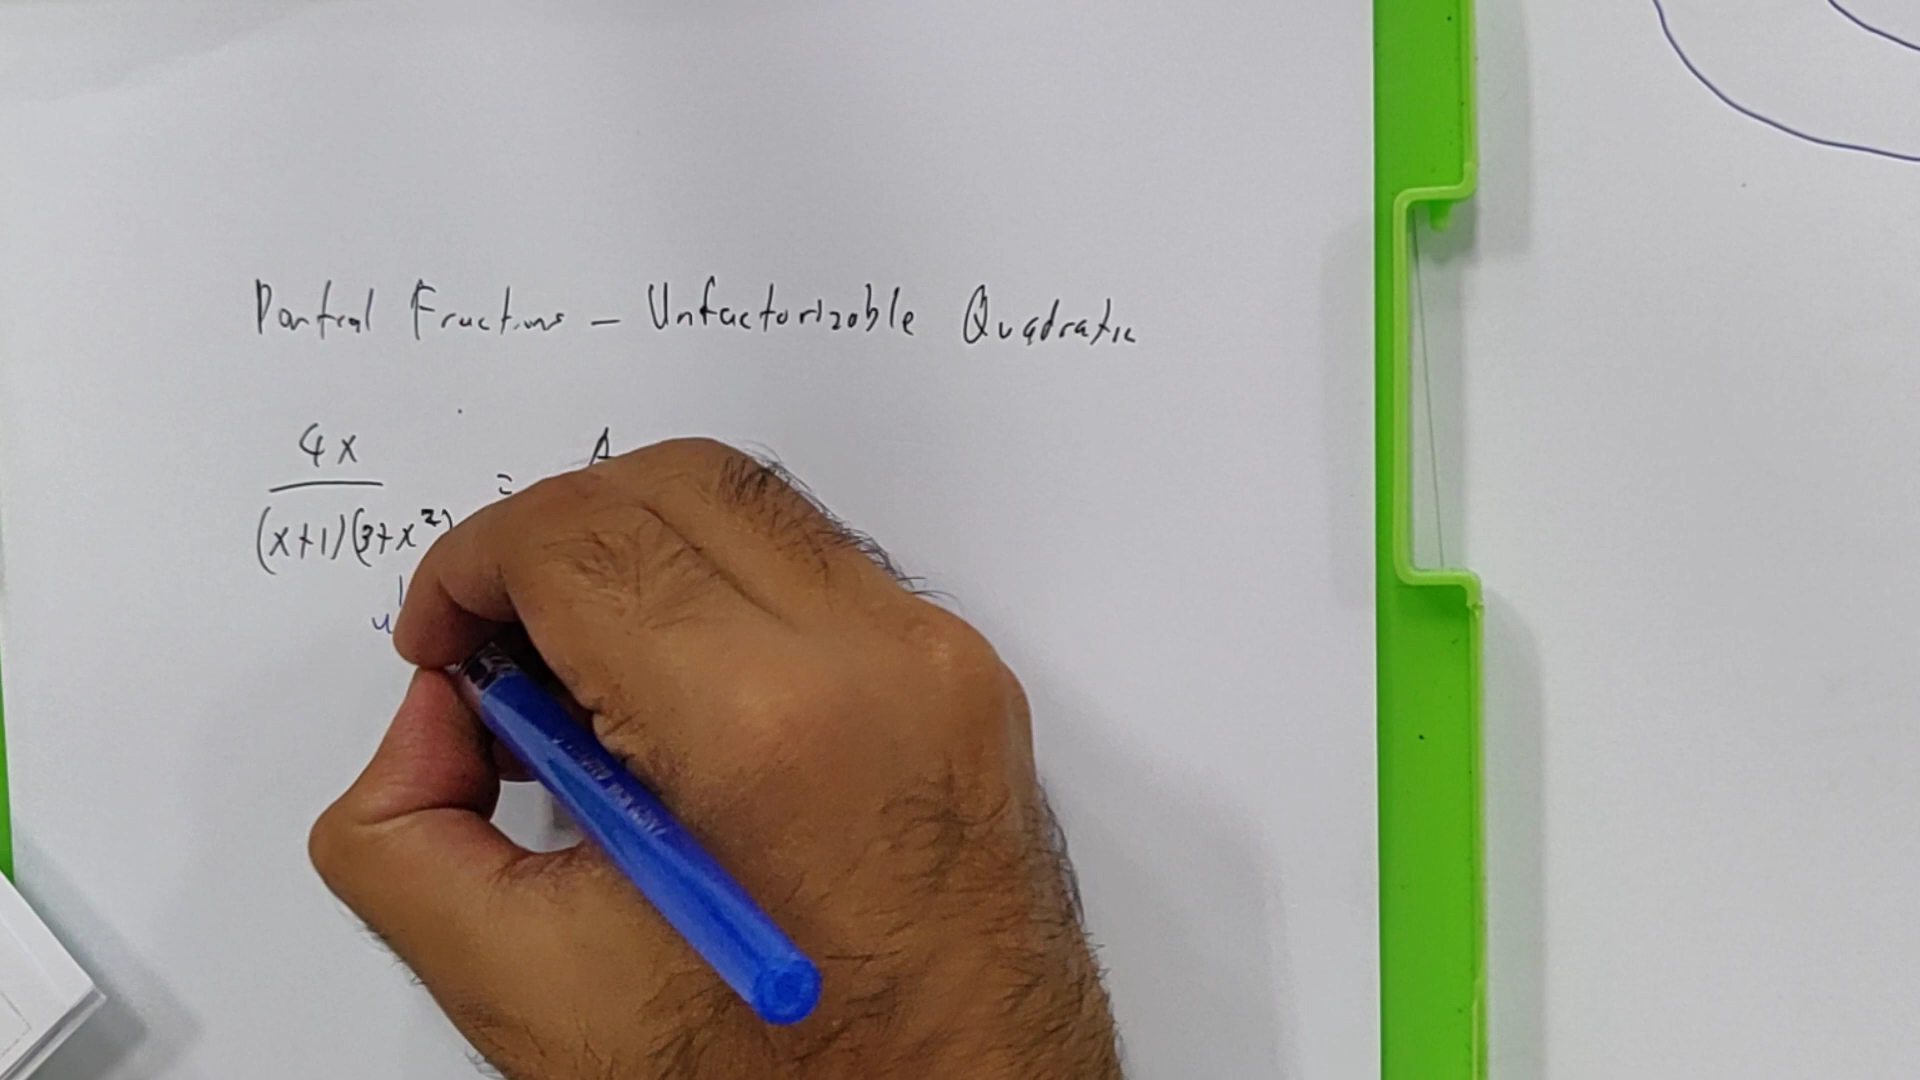 Partial Fractions - Unfactorizable Quadratic
4x
= A
(x+1)(3+x²)
u